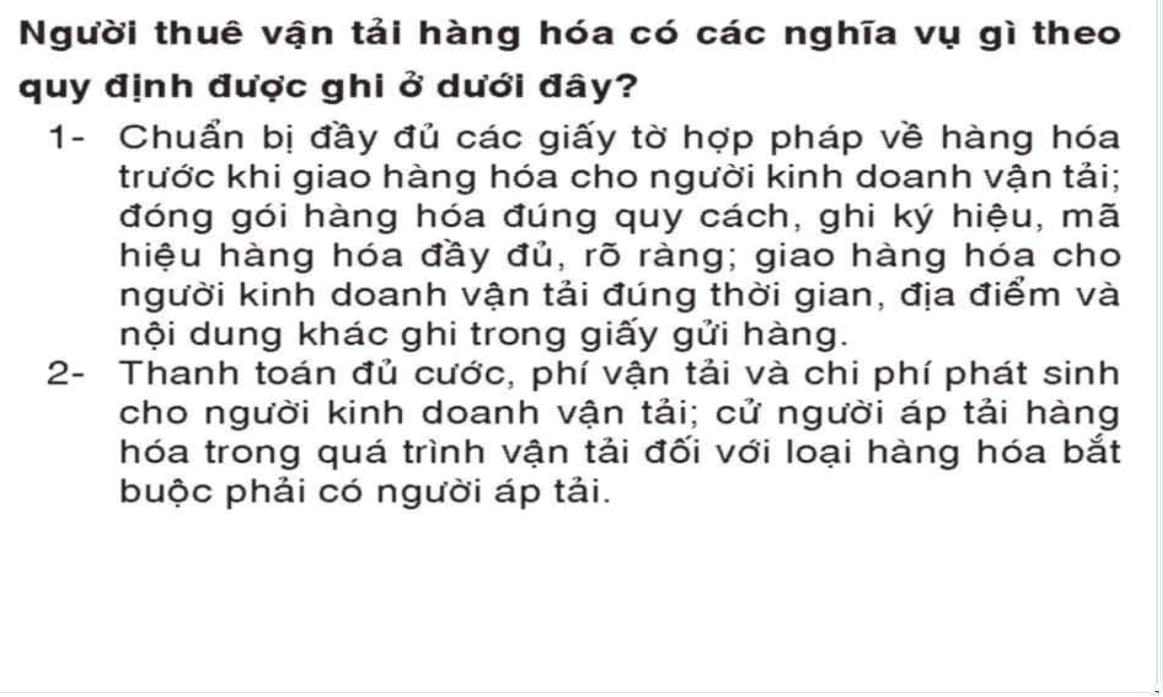 Người thuê vận tải hàng hóa có các nghĩa vụ gì theo
quy định được ghi ở dưới đây?
1- Chuẩn bị đầy đủ các giấy tờ hợp pháp về hàng hóa
trước khi giao hàng hóa cho người kinh doanh vận tải;
đóng gói hàng hóa đúng quy cách, ghi ký hiệu, mã
hiệu hàng hóa đầy đủ, rõ ràng; giao hàng hóa cho
người kinh doanh vận tải đúng thời gian, địa điểm và
nội dung khác ghi trong giấy gửi hàng.
2- Thanh toán đủ cước, phí vận tải và chi phí phát sinh
cho người kinh doanh vận tải; cử người áp tải hàng
hóa trong quá trình vận tải đối với loại hàng hóa bắt
buộc phải có người áp tải.